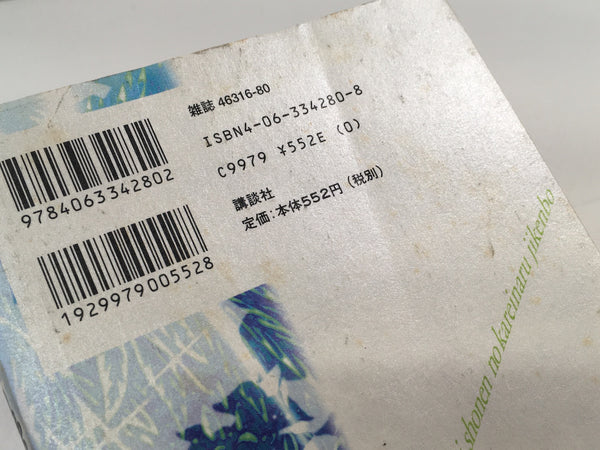 雑誌 46316-80
ISBN4-06-334280-8
C9979 ¥552E (0)
講談社
定価:本体552円(税別)
9784063342802
1929979005528
shonen no kareinaru jikenbo